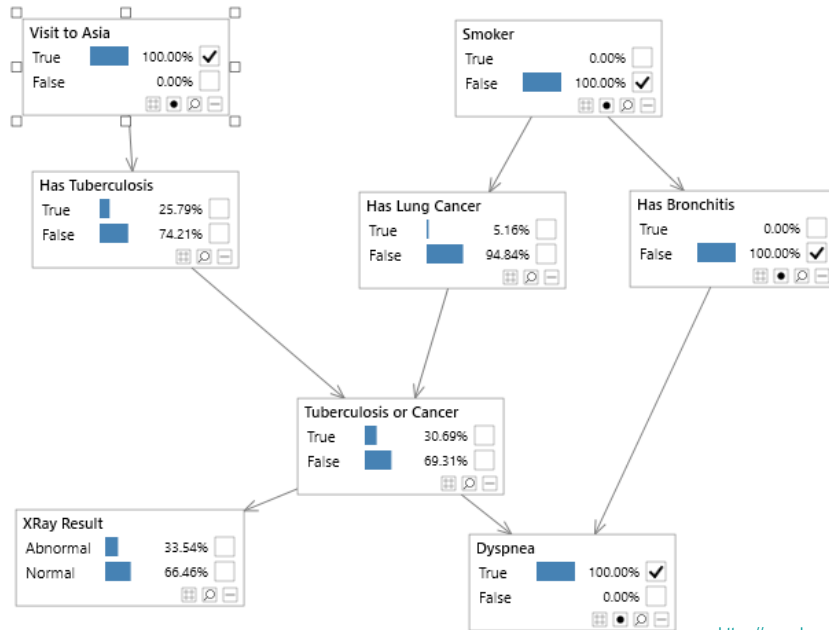 Visit to Asia
True 100.00%
False 0.00%
Smoker
True 0.00%
False 100.00%
Has Tuberculosis
True 25.79%
False 74.21%
Has Lung Cancer
True 5.16%
False 94.84%
Has Bronchitis
True 0.00%
False 100.00%
Tuberculosis or Cancer
True 30.69%
False 69.31%
XRay Result
Abnormal 33.54%
Normal 66.46%
Dyspnea
True 100.00%
False 0.00%